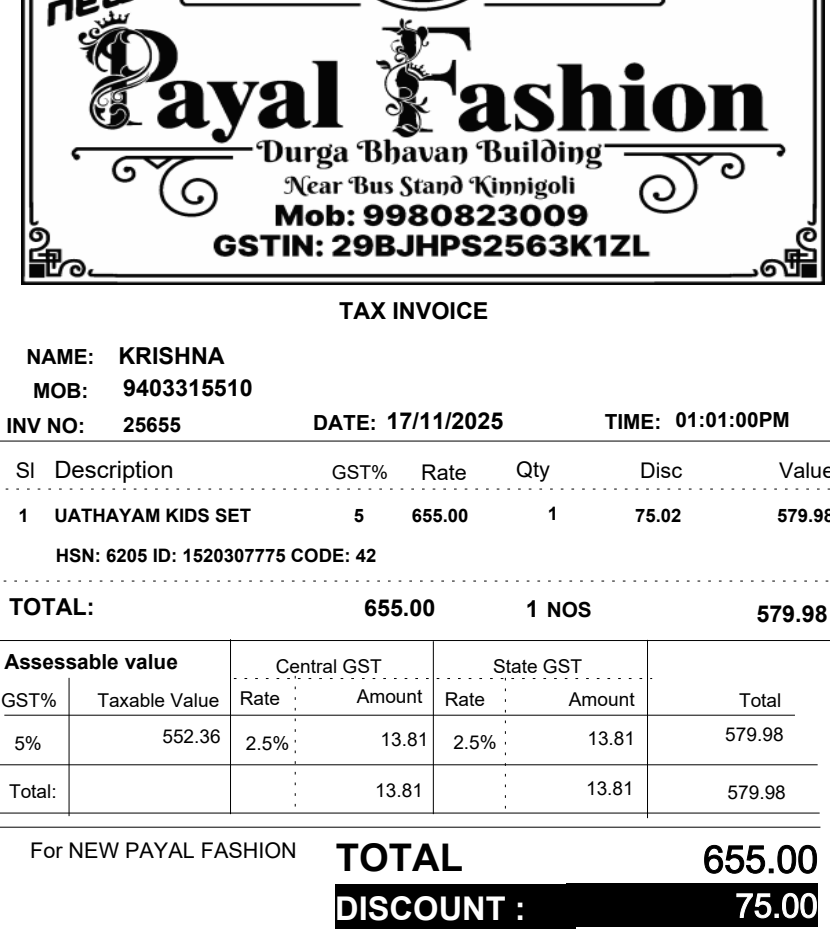 new
Payal Fashion
Durga Bhavan Building
Near Bus Stand Kinnigoli
Mob: 9980823009
GSTIN: 29BJHPS2563K1ZL
TAX INVOICE
NAME: KRISHNA
MOB: 9403315510
INV NO: 25655 DATE: 17/11/2025 TIME: 01:01:00PM
Sl Description GST% Rate Qty Disc Value
1 UATHAYAM KIDS SET 5 655.00 1 75.02 579.98
HSN: 6205 ID: 1520307775 CODE: 42
TOTAL: 655.00 1 NOS 579.98
Assessable value Central GST State GST
GST% Taxable Value Rate Amount Rate Amount Total
5% 552.36 2.5% 13.81 2.5% 13.81 579.98
Total: 13.81 13.81 579.98
For NEW PAYAL FASHION TOTAL 655.00
DISCOUNT : 75.00